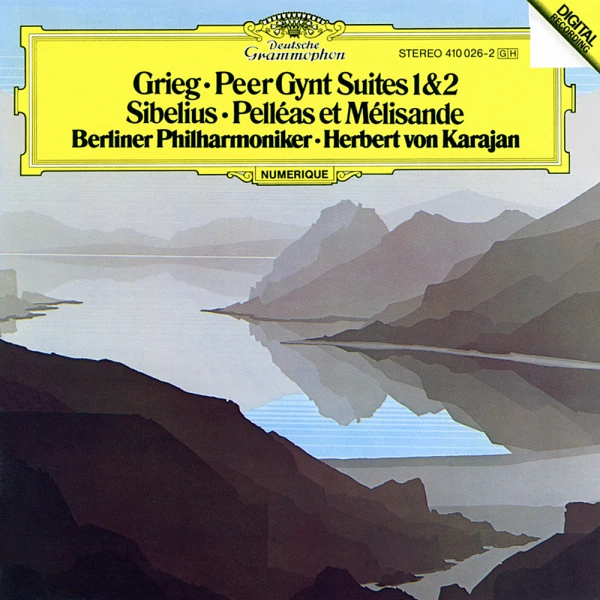 Deutsche
Grammophon
STEREO 410 026-2 GH
DIGITAL
RECORDING
Grieg · Peer Gynt Suites 1 & 2
Sibelius · Pelléas et Mélisande
Berliner Philharmoniker · Herbert von Karajan
NUMERIQUE